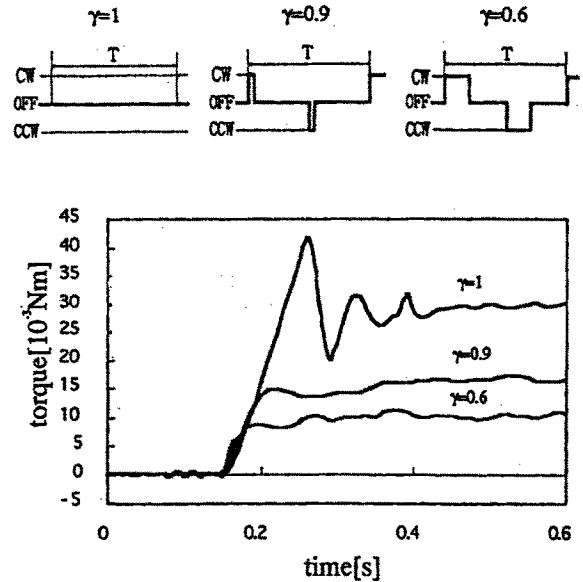 γ=1 γ=0.9 γ=0.6
T T T
CW CW CW
OFF OFF OFF
CCW CCW CCW
45
40
35
30
25
20
15
10
5
0
-5
torque[10⁻³Nm]
γ=1
γ=0.9
γ=0.6
0 0.2 0.4 0.6
time[s]